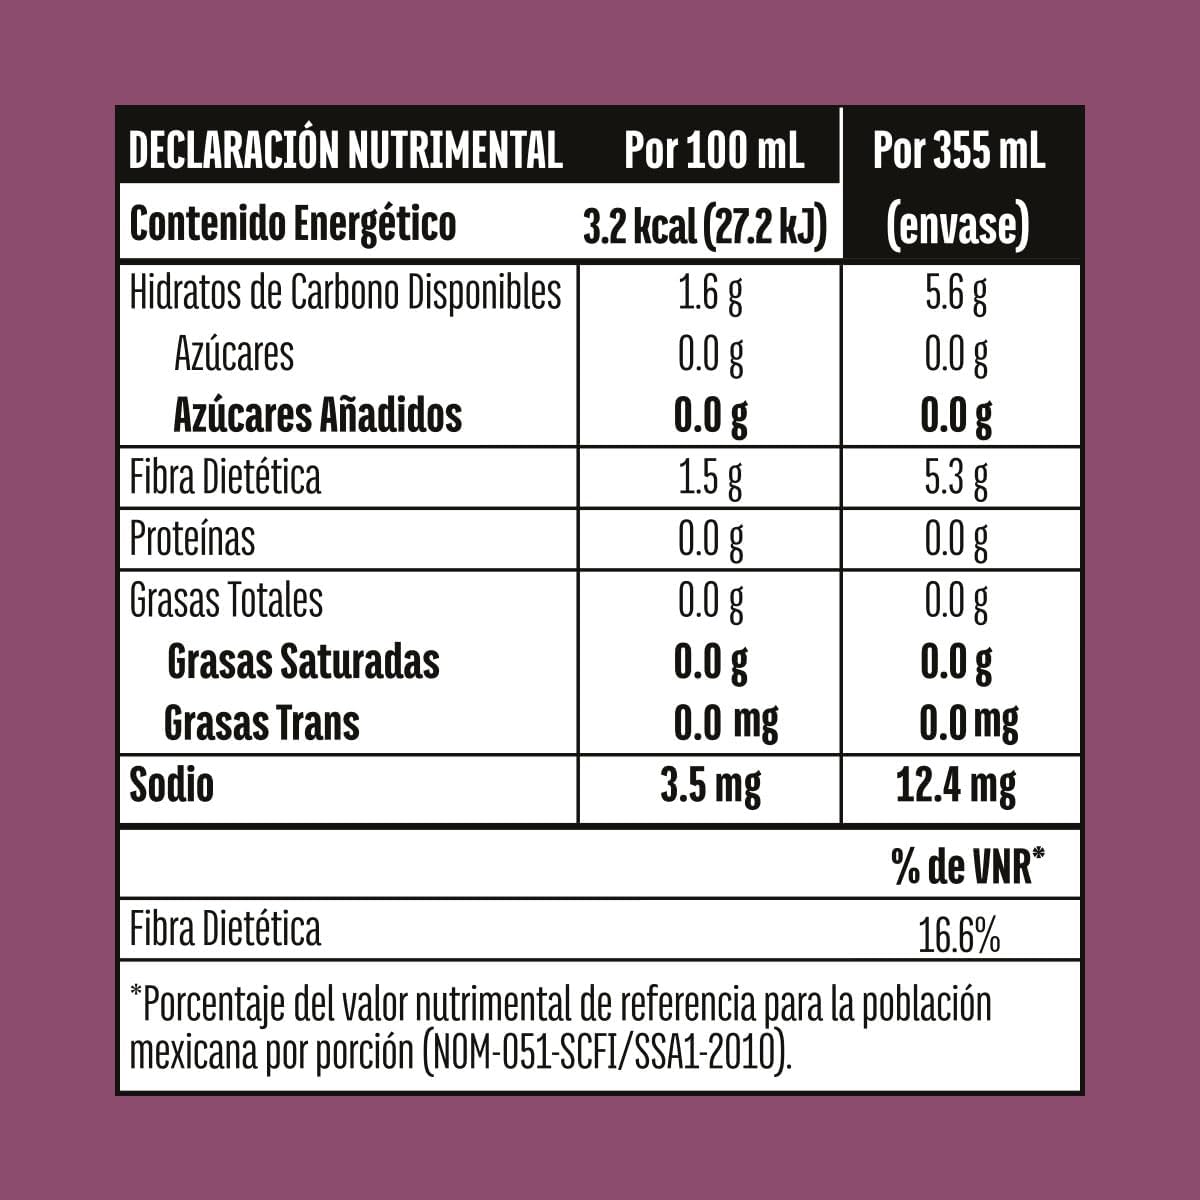 DECLARACIÓN NUTRIMENTAL Por 100 mL Por 355 mL
Contenido Energético 3.2 kcal (27.2 kJ) (envase)
Hidratos de Carbono Disponibles 1.6 g 5.6 g
Azúcares 0.0 g 0.0 g
Azúcares Añadidos 0.0 g 0.0 g
Fibra Dietética 1.5 g 5.3 g
Proteínas 0.0 g 0.0 g
Grasas Totales 0.0 g 0.0 g
Grasas Saturadas 0.0 g 0.0 g
Grasas Trans 0.0 mg 0.0 mg
Sodio 3.5 mg 12.4 mg
% de VNR*
Fibra Dietética 16.6%
*Porcentaje del valor nutrimental de referencia para la población
mexicana por porción (NOM-051-SCFI/SSA1-2010).